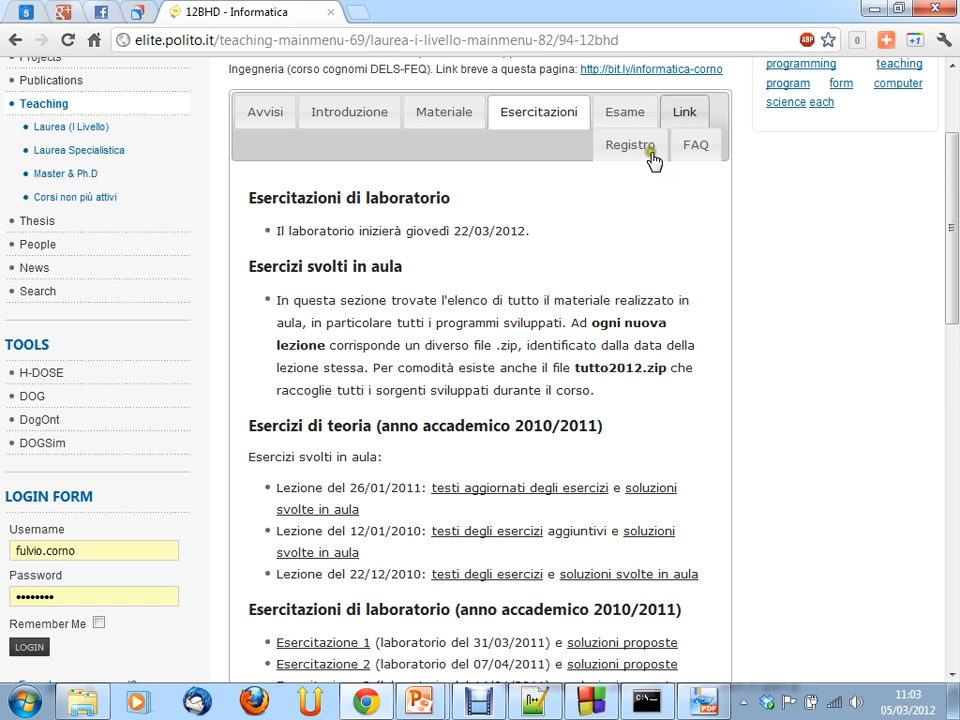 5
12BHD - Informatica
elite.polito.it/teaching-mainmenu-69/laurea-i-livello-mainmenu-82/94-12bhd
ABP
0
+1
Projects
Publications
Teaching
Laurea (I Livello)
Laurea Specialistica
Master & Ph.D
Corsi non più attivi
Thesis
People
News
Search
TOOLS
H-DOSE
DOG
DogOnt
DOGSim
LOGIN FORM
Username
fulvio.corno
Password
••••••••
Remember Me
LOGIN
Ingegneria (corso cognomi DELS-FEQ). Link breve a questa pagina: http://bit.ly/informatica-corno
Avvisi
Introduzione
Materiale
Esercitazioni
Esame
Link
Registro
FAQ
Esercitazioni di laboratorio
Il laboratorio inizierà giovedì 22/03/2012.
Esercizi svolti in aula
In questa sezione trovate l'elenco di tutto il materiale realizzato in
aula, in particolare tutti i programmi sviluppati. Ad ogni nuova
lezione corrisponde un diverso file .zip, identificato dalla data della
lezione stessa. Per comodità esiste anche il file tutto2012.zip che
raccoglie tutti i sorgenti sviluppati durante il corso.
Esercizi di teoria (anno accademico 2010/2011)
Esercizi svolti in aula:
Lezione del 26/01/2011: testi aggiornati degli esercizi e soluzioni
svolte in aula
Lezione del 12/01/2010: testi degli esercizi aggiuntivi e soluzioni
svolte in aula
Lezione del 22/12/2010: testi degli esercizi e soluzioni svolte in aula
Esercitazioni di laboratorio (anno accademico 2010/2011)
Esercitazione 1 (laboratorio del 31/03/2011) e soluzioni proposte
Esercitazione 2 (laboratorio del 07/04/2011) e soluzioni proposte
programming teaching
program form computer
science each
11:03
05/03/2012